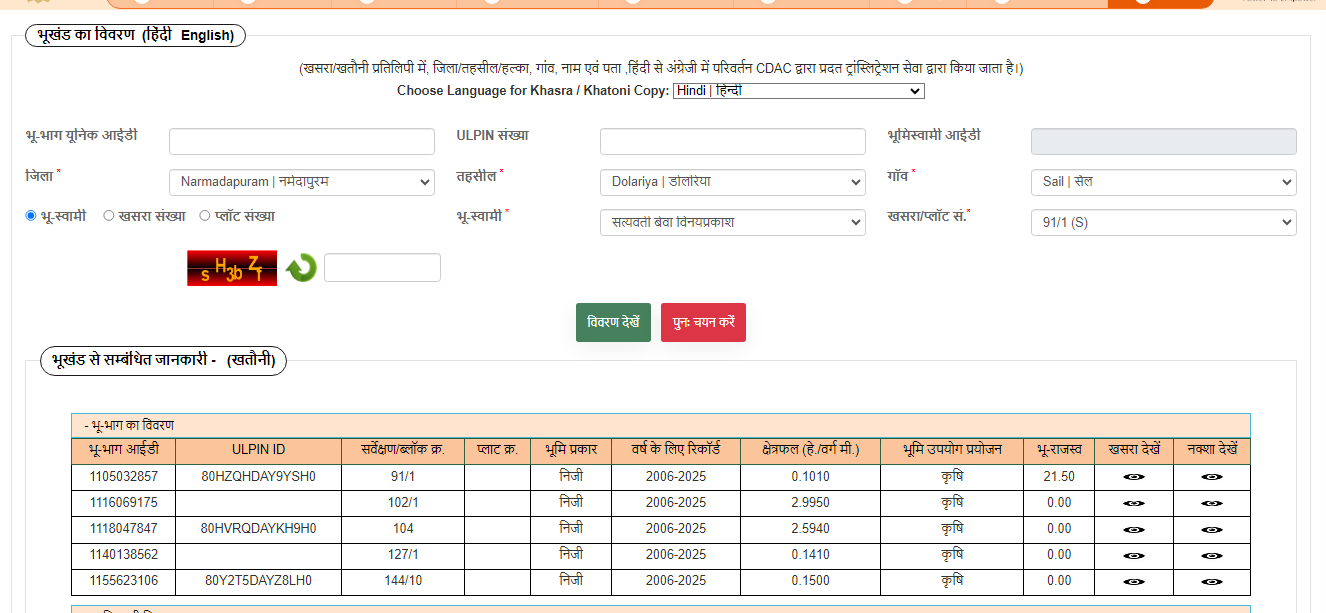 भूखंड का विवरण (हिंदी English)
(खसरा/खतौनी प्रतिलिपी में, जिला/तहसील/हल्का, गांव, नाम एवं पता ,हिंदी से अंग्रेजी में परिवर्तन CDAC द्वारा प्रदत ट्रांस्लिट्रेशन सेवा द्वारा किया जाता है।)
Choose Language for Khasra / Khatoni Copy: Hindi | हिन्दी
भू-भाग यूनिक आईडी ULPIN संख्या भूमिस्वामी आईडी
जिला * Narmadapuram | नर्मदापुरम तहसील * Dolariya | डोलरिया गाँव * Sail | सेल
भू-स्वामी खसरा संख्या प्लॉट संख्या भू-स्वामी * सत्यवती बेवा विनयप्रकाश खसरा/प्लॉट सं.* 91/1 (S)
s H3b Zf
विवरण देखें पुनः चयन करें
भूखंड से सम्बंधित जानकारी - (खतौनी)
- भू-भाग का विवरण
भू-भाग आईडी ULPIN ID सर्वेक्षण/ब्लॉक क्र. प्लाट क्र. भूमि प्रकार वर्ष के लिए रिकॉर्ड क्षेत्रफल (हे./वर्ग मी.) भूमि उपयोग प्रयोजन भू-राजस्व खसरा देखें नक्शा देखें
1105032857 80HZQHDAY9YSH0 91/1 निजी 2006-2025 0.1010 कृषि 21.50
1116069175 102/1 निजी 2006-2025 2.9950 कृषि 0.00
1118047847 80HVRQDAYKH9H0 104 निजी 2006-2025 2.5940 कृषि 0.00
1140138562 127/1 निजी 2006-2025 0.1410 कृषि 0.00
1155623106 80Y2T5DAYZ8LH0 144/10 निजी 2006-2025 0.1500 कृषि 0.00